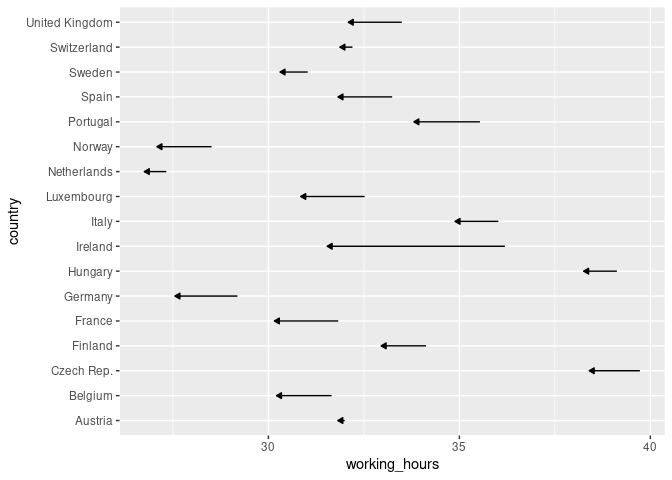 United Kingdom
Switzerland
Sweden
Spain
Portugal
Norway
Netherlands
Luxembourg
Italy
Ireland
Hungary
Germany
France
Finland
Czech Rep.
Belgium
Austria
country
30 35 40
working_hours